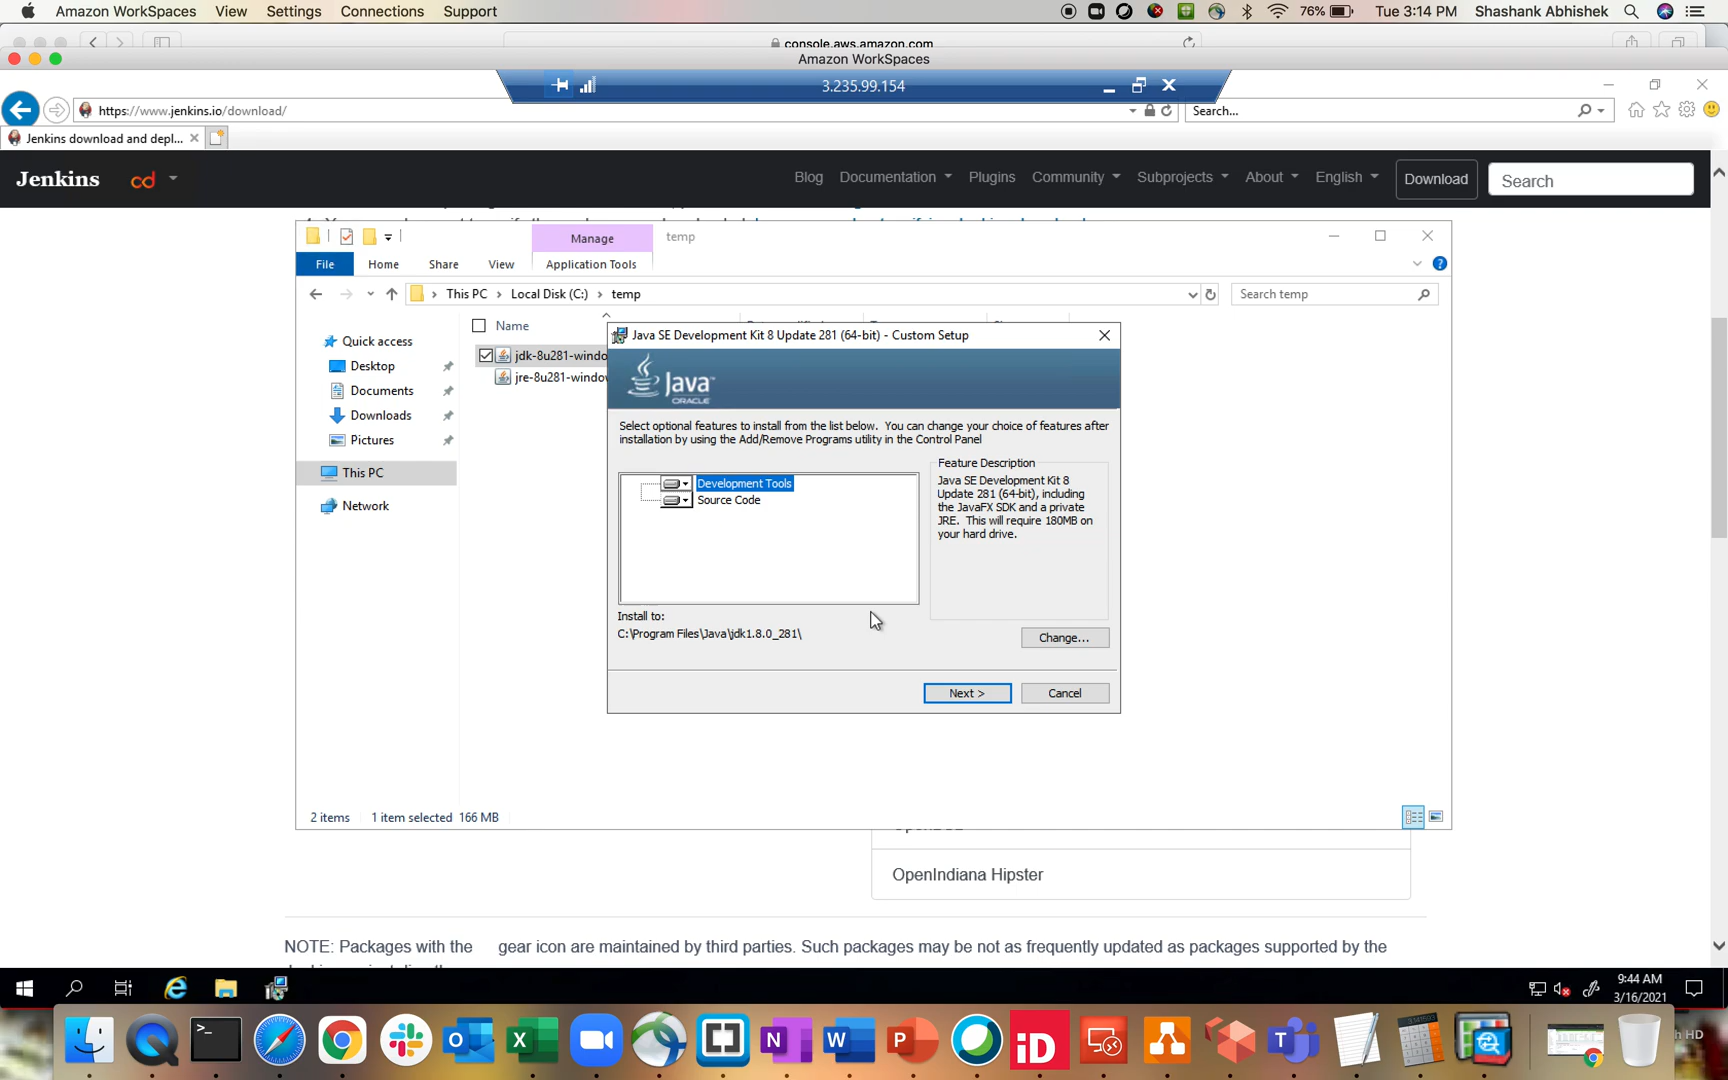 Amazon WorkSpaces View Settings Connections Support 76% Tue 3:14 PM Shashank Abhishek
console.aws.amazon.com
Amazon WorkSpaces
3.235.99.154
https://www.jenkins.io/download/ Search...
Jenkins download and depl...
Jenkins cd Blog Documentation Plugins Community Subprojects About English Download Search
Manage temp
File Home Share View Application Tools
This PC Local Disk (C:) temp Search temp
Name
Quick access
Desktop
Documents
Downloads
Pictures
This PC
Network
jdk-8u281-windo
jre-8u281-windo
Java SE Development Kit 8 Update 281 (64-bit) - Custom Setup
Java
ORACLE
Select optional features to install from the list below. You can change your choice of features after
installation by using the Add/Remove Programs utility in the Control Panel
Development Tools
Source Code
Feature Description
Java SE Development Kit 8
Update 281 (64-bit), including
the JavaFX SDK and a private
JRE. This will require 180MB on
your hard drive.
Install to:
C:\Program Files\Java\jdk1.8.0_281\
Change...
Next > Cancel
2 items 1 item selected 166 MB
OpenIndiana Hipster
NOTE: Packages with the gear icon are maintained by third parties. Such packages may be not as frequently updated as packages supported by the
9:44 AM
3/16/2021
iD